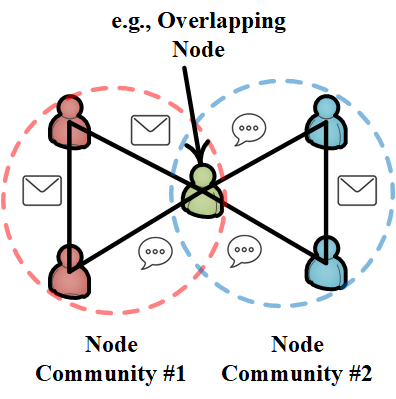 e.g., Overlapping
Node
Node
Community #1
Node
Community #2